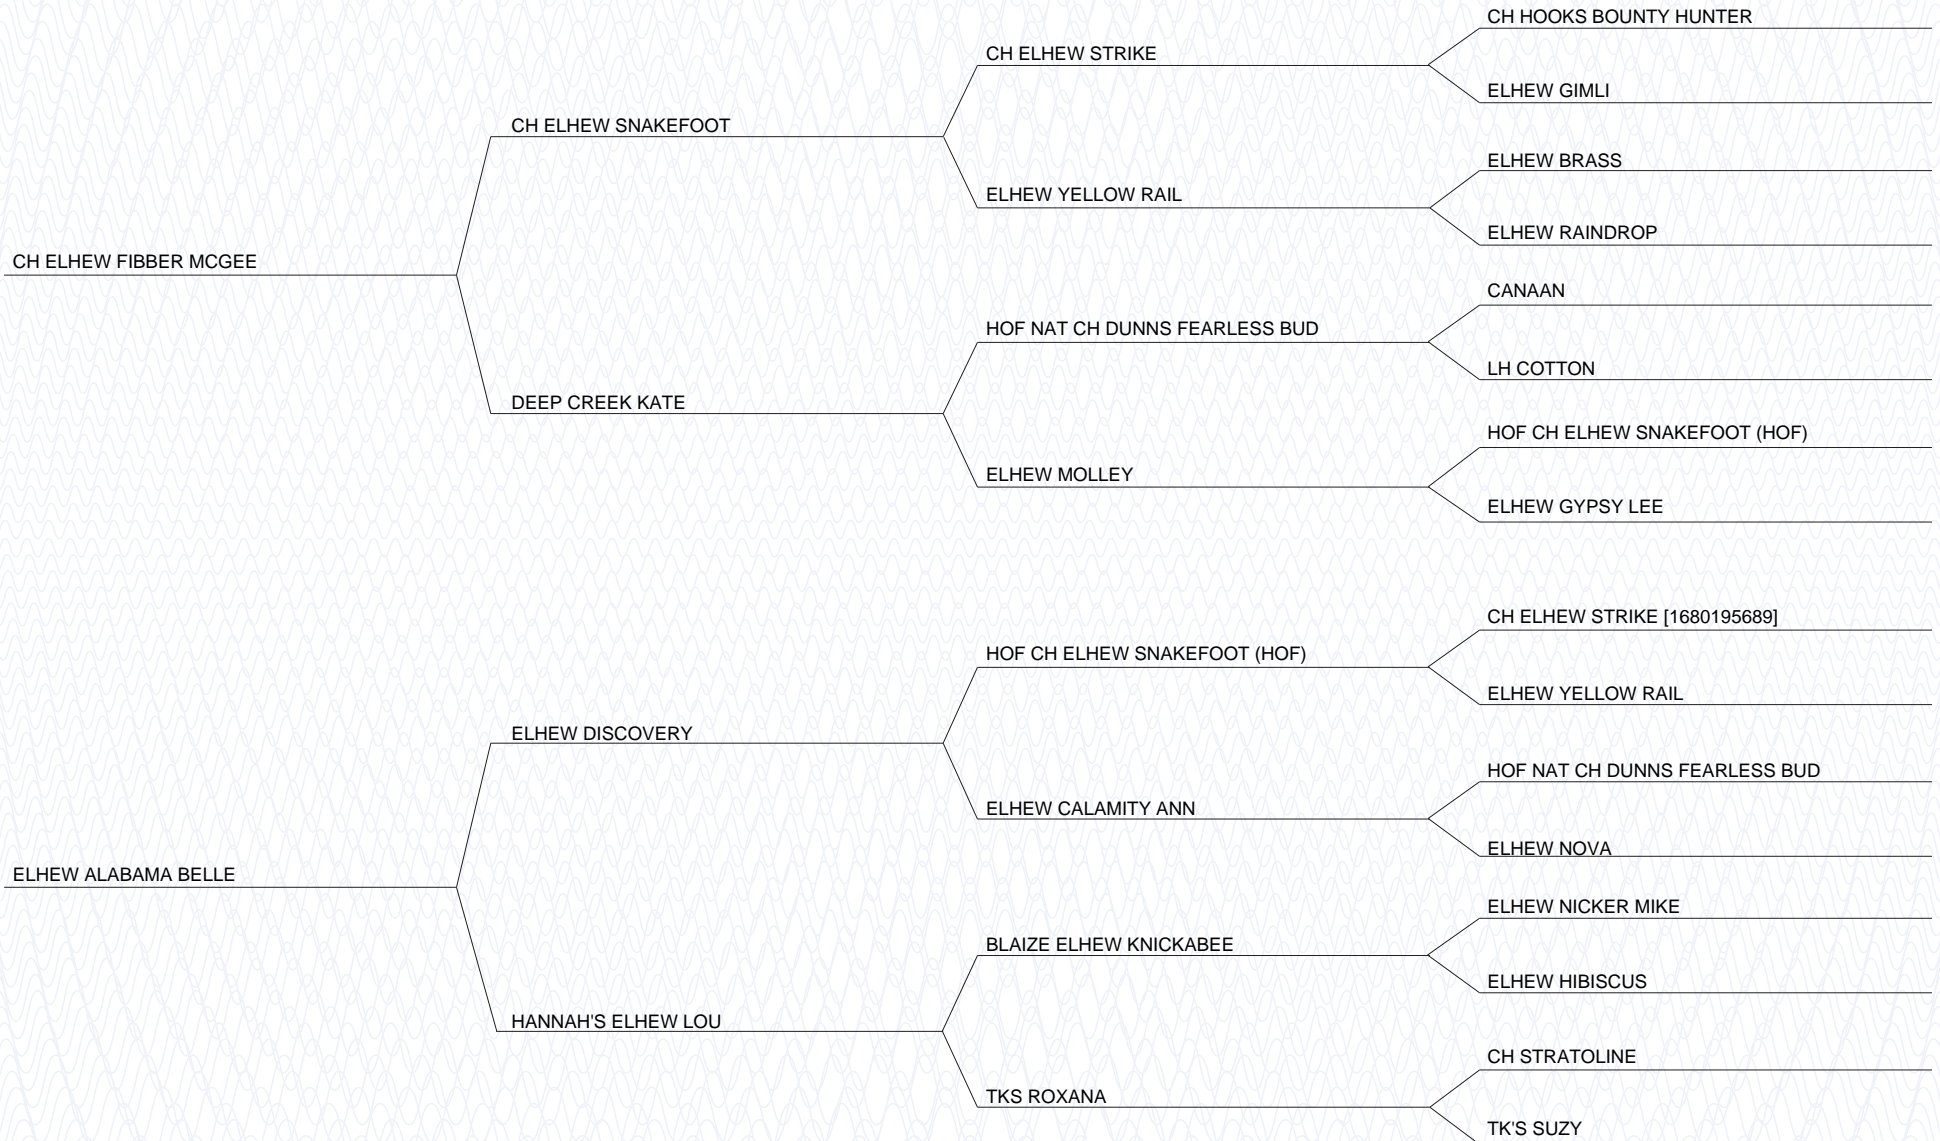 CH HOOKS BOUNTY HUNTER
CH ELHEW STRIKE
ELHEW GIMLI
CH ELHEW SNAKEFOOT
ELHEW BRASS
ELHEW YELLOW RAIL
ELHEW RAINDROP
CH ELHEW FIBBER MCGEE
CANAAN
HOF NAT CH DUNNS FEARLESS BUD
LH COTTON
DEEP CREEK KATE
HOF CH ELHEW SNAKEFOOT (HOF)
ELHEW MOLLEY
ELHEW GYPSY LEE
CH ELHEW STRIKE [1680195689]
HOF CH ELHEW SNAKEFOOT (HOF)
ELHEW YELLOW RAIL
ELHEW DISCOVERY
HOF NAT CH DUNNS FEARLESS BUD
ELHEW CALAMITY ANN
ELHEW NOVA
ELHEW ALABAMA BELLE
ELHEW NICKER MIKE
BLAIZE ELHEW KNICKABEE
ELHEW HIBISCUS
HANNAH'S ELHEW LOU
CH STRATOLINE
TKS ROXANA
TK'S SUZY